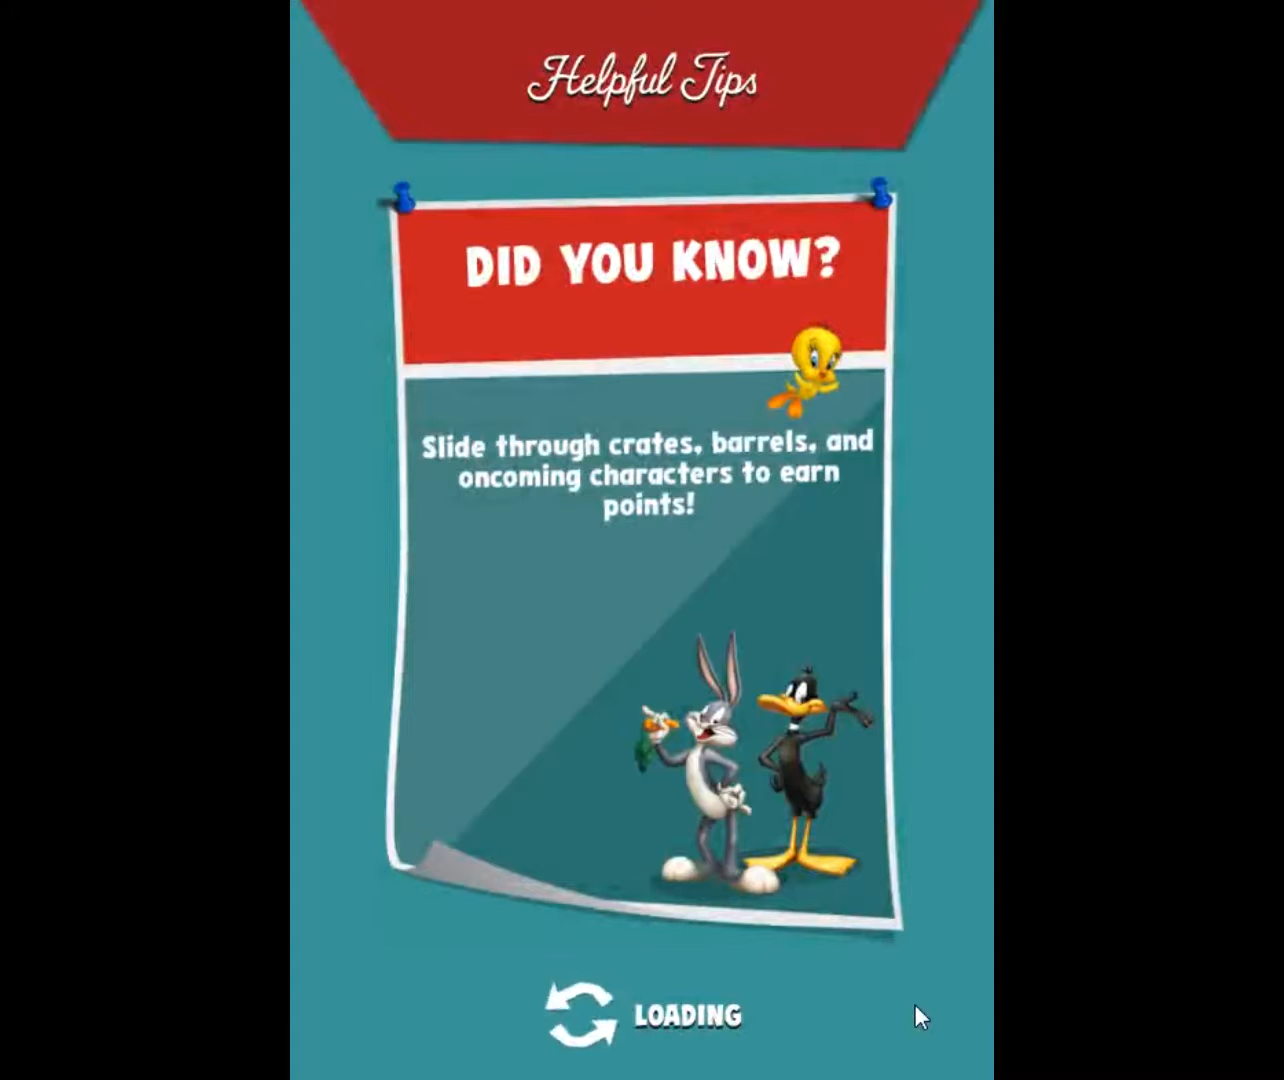 Helpful Tips
DID YOU KNOW?
Slide through crates, barrels, and
oncoming characters to earn
points!
LOADING